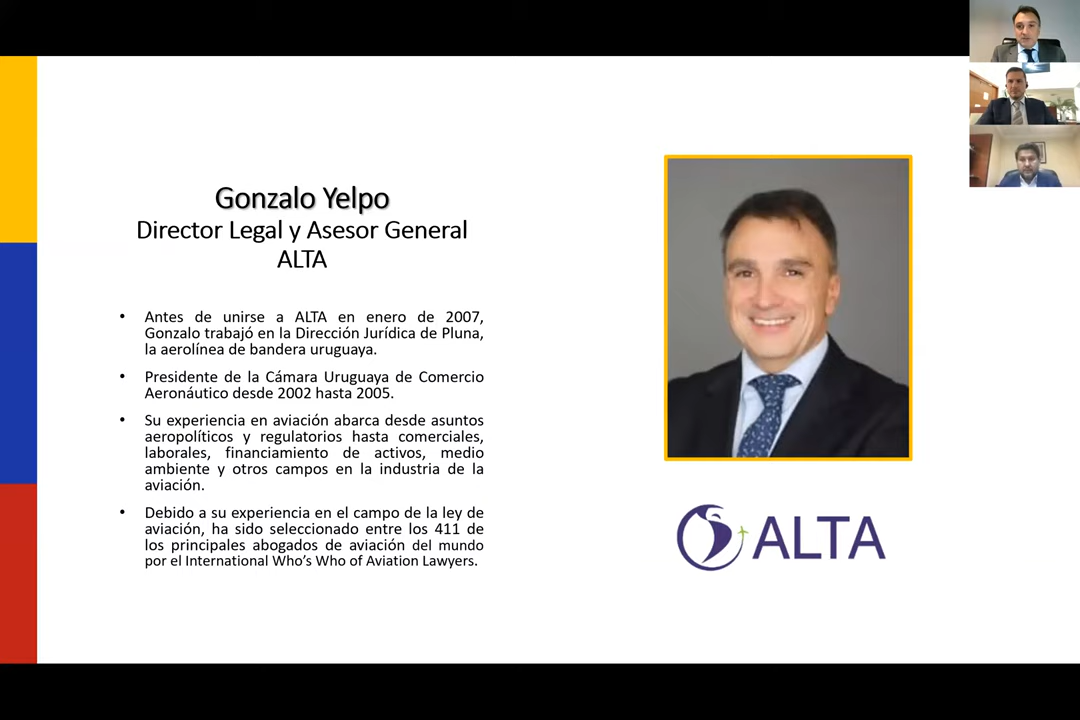 Gonzalo Yelpo
Director Legal y Asesor General
ALTA
• Antes de unirse a ALTA en enero de 2007,
Gonzalo trabajó en la Dirección Jurídica de Pluna,
la aerolínea de bandera uruguaya.
• Presidente de la Cámara Uruguaya de Comercio
Aeronáutico desde 2002 hasta 2005.
• Su experiencia en aviación abarca desde asuntos
aeropolíticos y regulatorios hasta comerciales,
laborales, financiamiento de activos, medio
ambiente y otros campos en la industria de la
aviación.
• Debido a su experiencia en el campo de la ley de
aviación, ha sido seleccionado entre los 411 de
los principales abogados de aviación del mundo
por el International Who’s Who of Aviation Lawyers.
ALTA